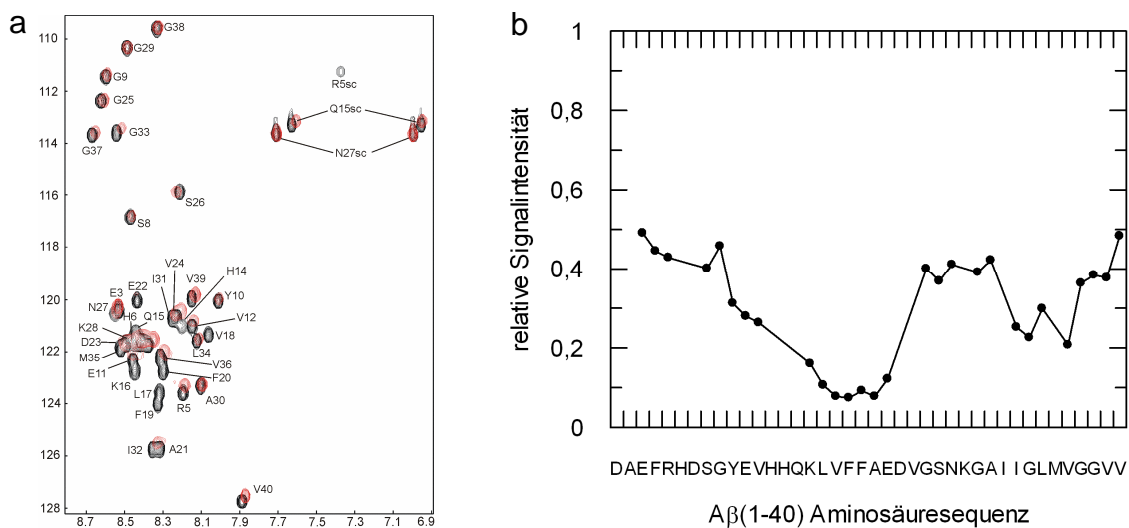 a
110
112
114
116
118
120
122
124
126
128
8.7
8.5
8.3
8.1
7.9
7.7
7.5
7.3
7.1
6.9
G38
G29
G9
G25
G33
G37
R5sc
Q15sc
N27sc
S26
S8
V24
I31
H14
E22
V39
Y10
E3
N27
H6
Q15
V12
K28
V18
D23
L34
M35
V36
E11
F20
K16
L17
R5
A30
F19
I32
A21
V40
b
relative Signalintensität
1
0,8
0,6
0,4
0,2
0
DAEFRHDSGYEVHHQKLVFFAEDVGSNKGAIIGLMVGGVV
Aβ(1-40) Aminosäuresequenz